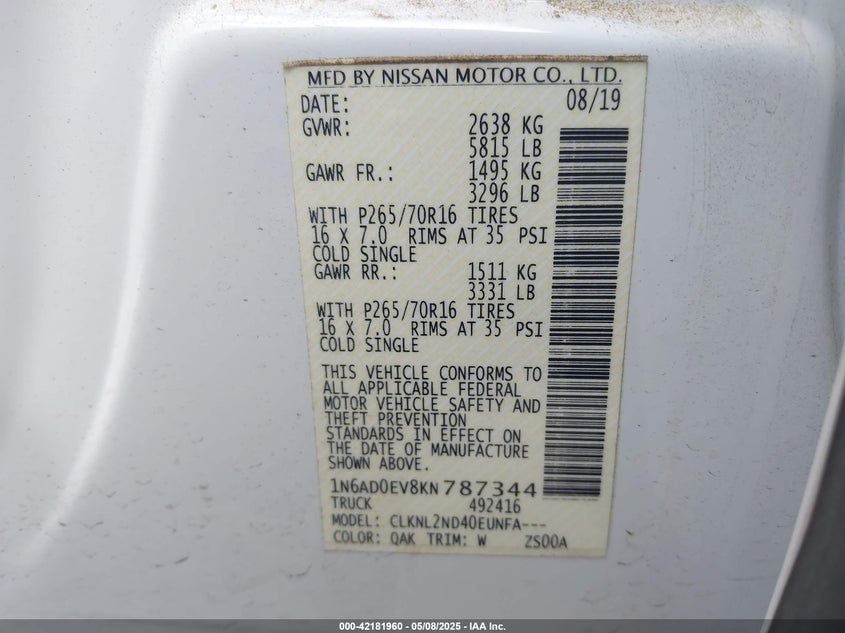 MFD BY NISSAN MOTOR CO., LTD.
DATE: 08/19
GVWR: 2638 KG
5815 LB
GAWR FR.: 1495 KG
3296 LB
WITH P265/70R16 TIRES
16 X 7.0 RIMS AT 35 PSI
COLD SINGLE
GAWR RR.: 1511 KG
3331 LB
WITH P265/70R16 TIRES
16 X 7.0 RIMS AT 35 PSI
COLD SINGLE
THIS VEHICLE CONFORMS TO
ALL APPLICABLE FEDERAL
MOTOR VEHICLE SAFETY AND
THEFT PREVENTION
STANDARDS IN EFFECT ON
THE DATE OF MANUFACTURE
SHOWN ABOVE.
1N6AD0EV8KN787344
TRUCK 492416
MODEL: CLKNL2ND40EUNFA---
COLOR: QAK TRIM: W ZS00A
000-42181960 — 05/08/2025 — IAA Inc.